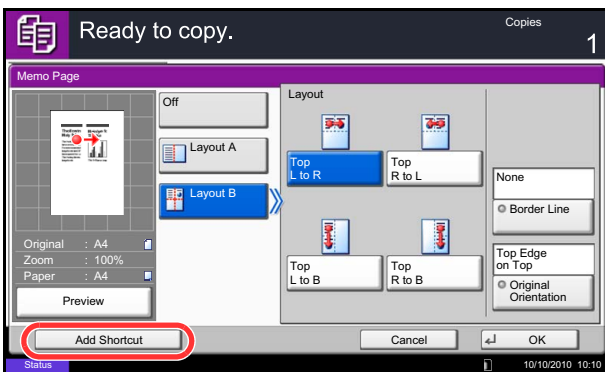 Ready to copy.
Copies
1
Memo Page
Off
Layout A
Layout B
Layout
Top
L to R
Top
R to L
Top
L to B
Top
R to B
None
Border Line
Top Edge
on Top
Original
Orientation
Original : A4
Zoom : 100%
Paper : A4
Preview
Add Shortcut
Cancel
OK
Status
10/10/2010 10:10